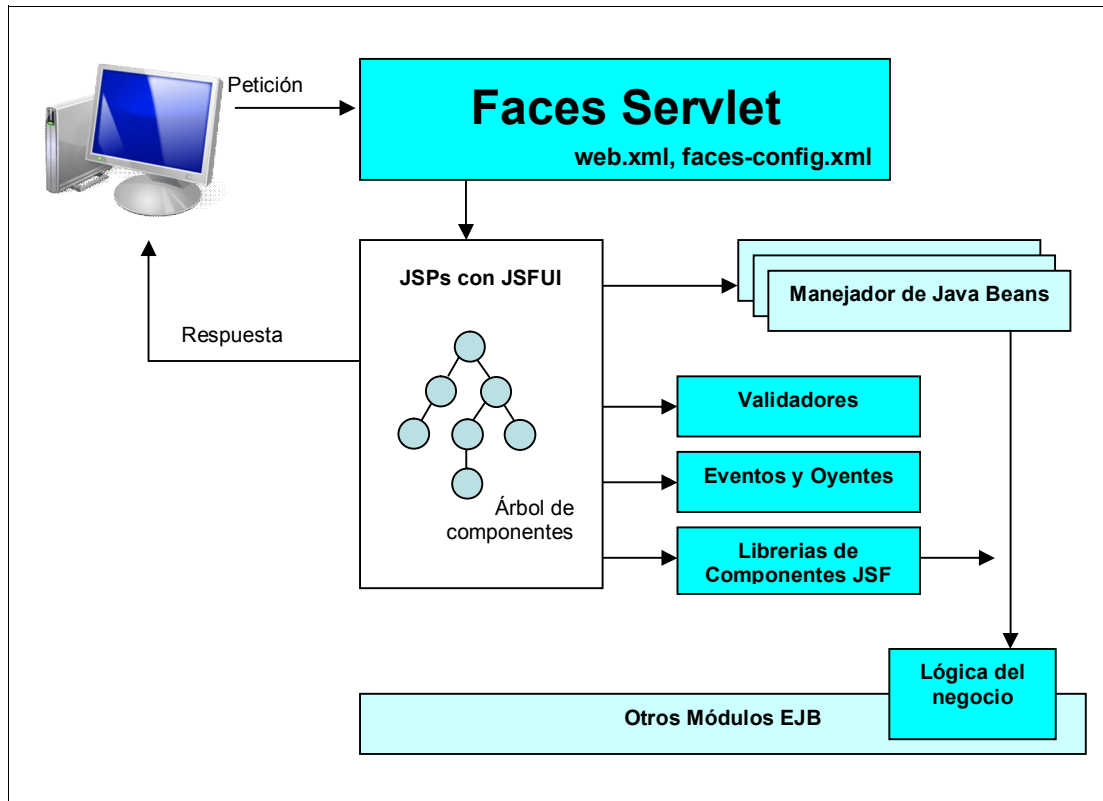 Petición
Faces Servlet
web.xml, faces-config.xml
JSPs con JSFUI
Manejador de Java Beans
Respuesta
Validadores
Eventos y Oyentes
Árbol de
componentes
Librerias de
Componentes JSF
Lógica del
negocio
Otros Módulos EJB